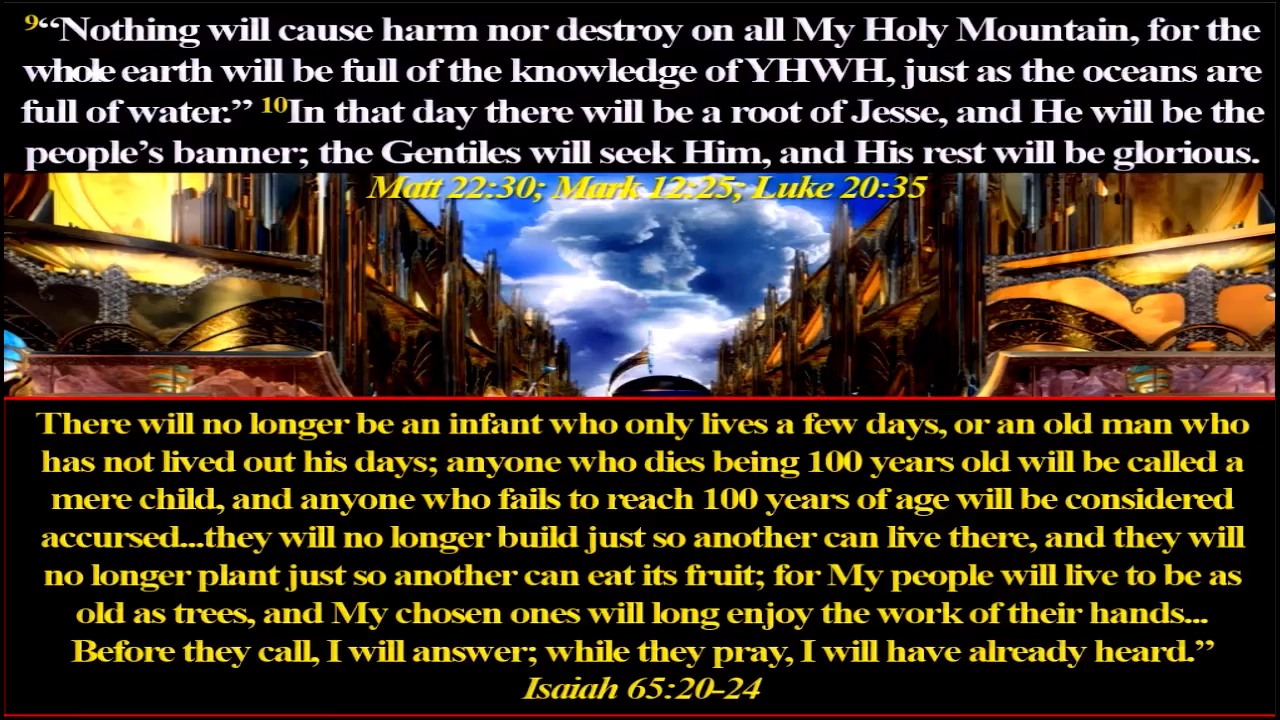 9“Nothing will cause harm nor destroy on all My Holy Mountain, for the
whole earth will be full of the knowledge of YHWH, just as the oceans are
full of water.” 10In that day there will be a root of Jesse, and He will be the
people’s banner; the Gentiles will seek Him, and His rest will be glorious.
Matt 22:30; Mark 12:25; Luke 20:35
There will no longer be an infant who only lives a few days, or an old man who
has not lived out his days; anyone who dies being 100 years old will be called a
mere child, and anyone who fails to reach 100 years of age will be considered
accursed...they will no longer build just so another can live there, and they will
no longer plant just so another can eat its fruit; for My people will live to be as
old as trees, and My chosen ones will long enjoy the work of their hands...
Before they call, I will answer; while they pray, I will have already heard.”
Isaiah 65:20-24